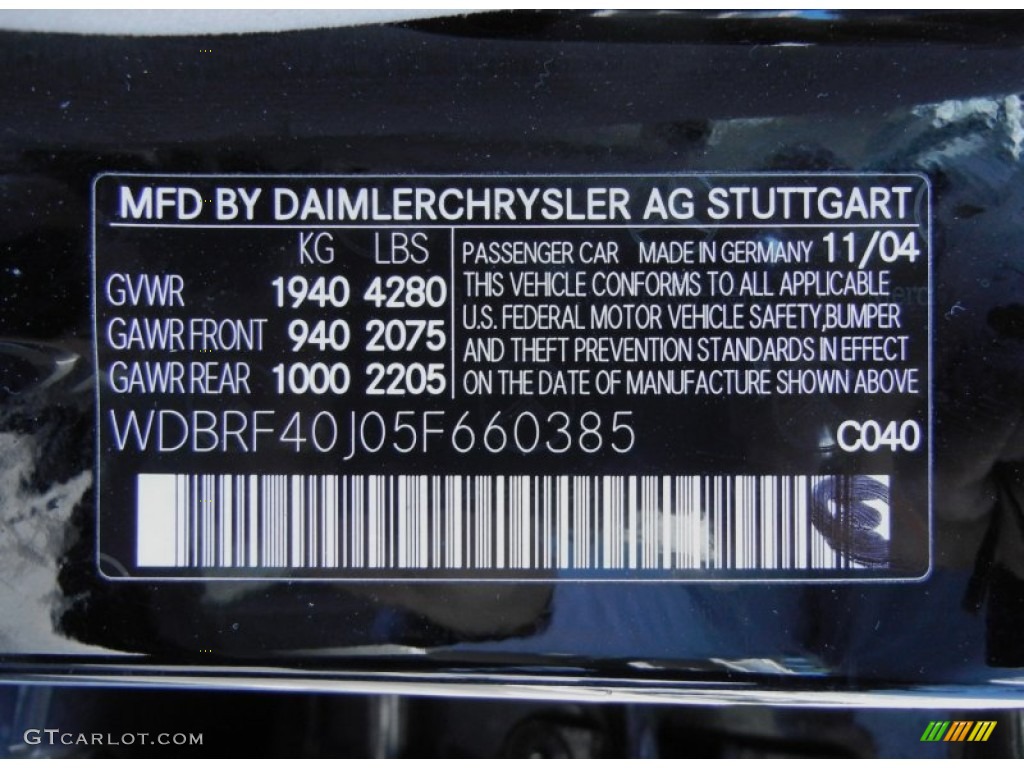 MFD BY DAIMLERCHRYSLER AG STUTTGART
KG LBS
GVWR 1940 4280
GAWR FRONT 940 2075
GAWR REAR 1000 2205
PASSENGER CAR MADE IN GERMANY 11/04
THIS VEHICLE CONFORMS TO ALL APPLICABLE
U.S. FEDERAL MOTOR VEHICLE SAFETY,BUMPER
AND THEFT PREVENTION STANDARDS IN EFFECT
ON THE DATE OF MANUFACTURE SHOWN ABOVE
WDBRF40J05F660385 C040
GTCARLOT.COM